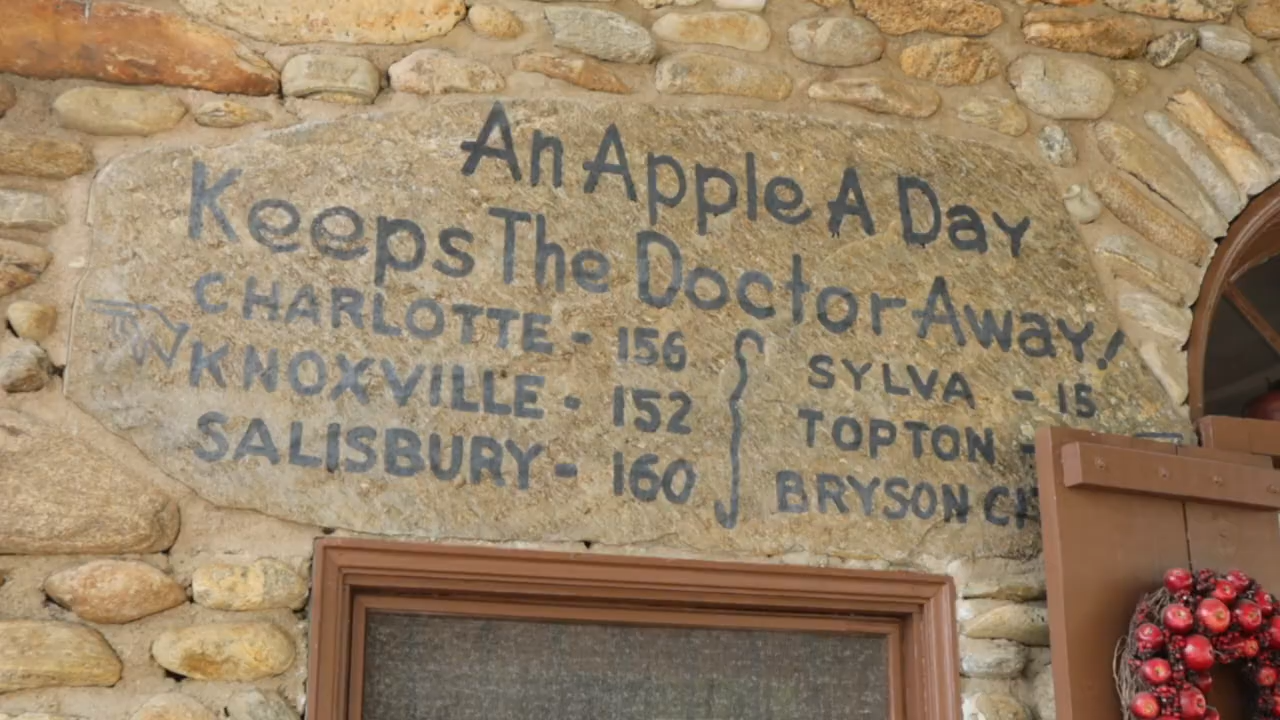 An Apple A Day
Keeps The Doctor Away!
CHARLOTTE - 156
KNOXVILLE - 152
SALISBURY - 160
SYLVA - 15
TOPTON -
BRYSON